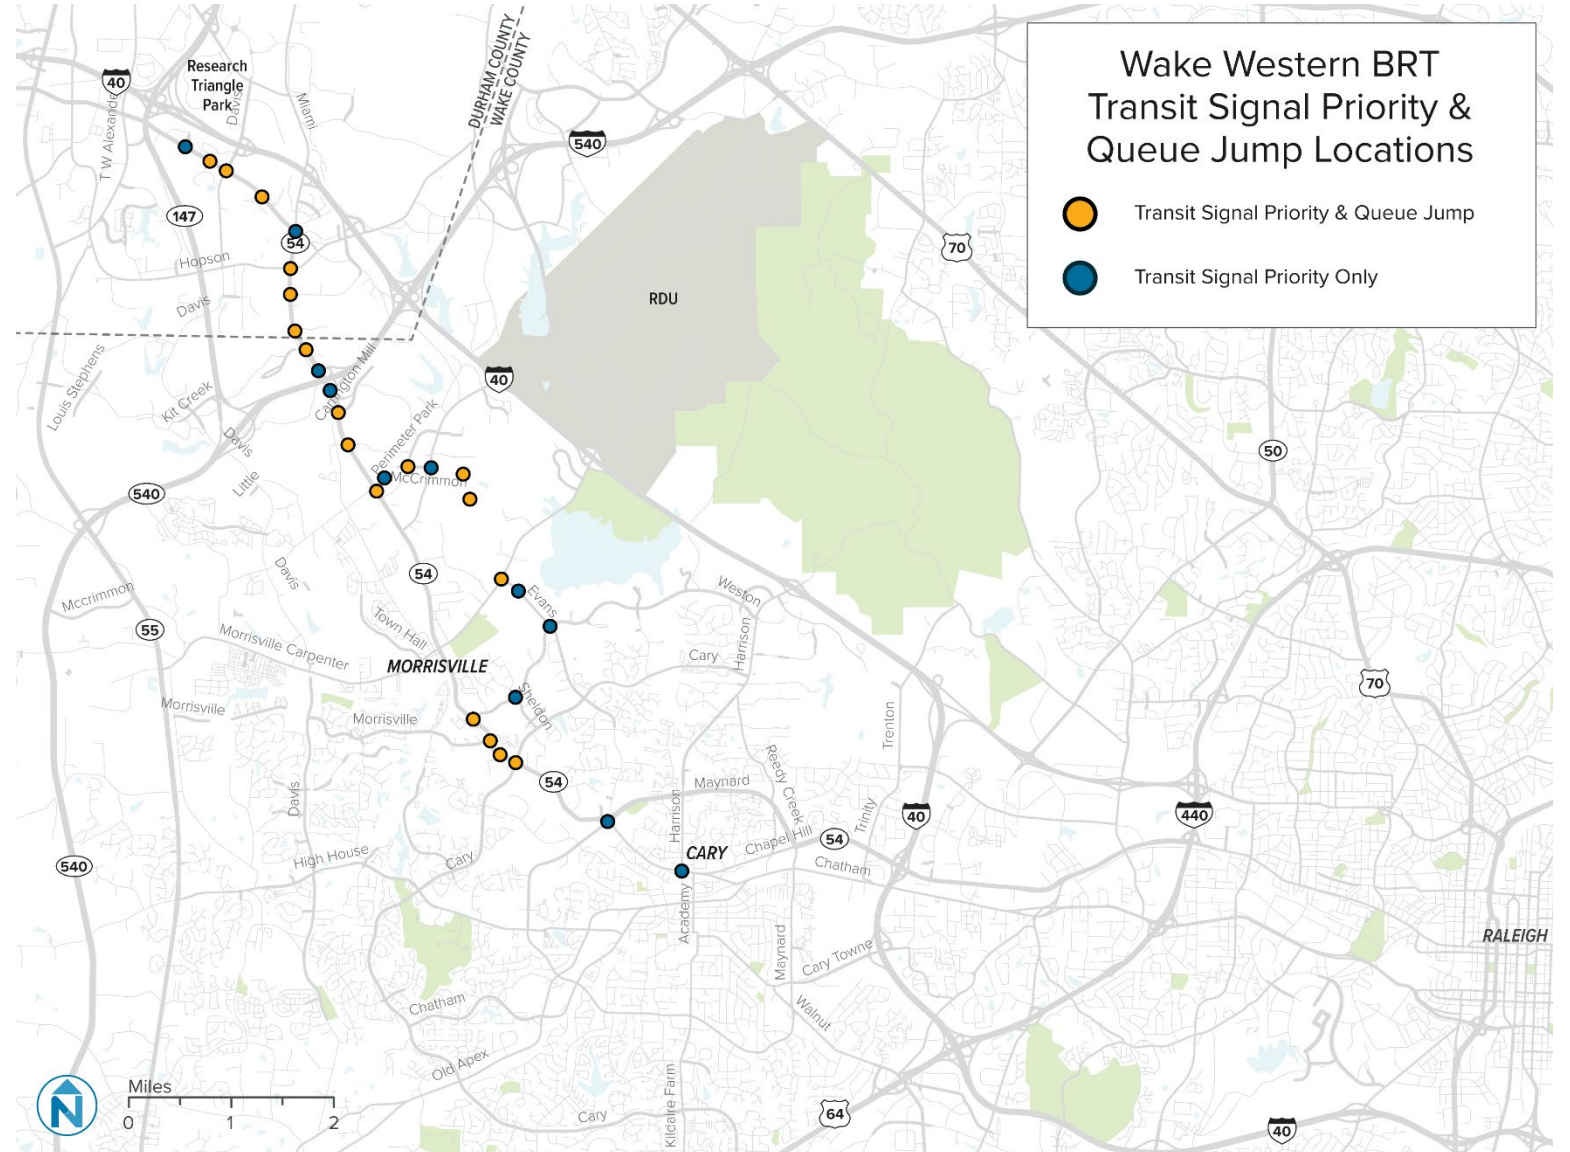 Wake Western BRT
Transit Signal Priority &
Queue Jump Locations
Transit Signal Priority & Queue Jump
Transit Signal Priority Only
DURHAM COUNTY
WAKE COUNTY
Research
Triangle
Park
40
T W Alexander
Davis
Miami
540
147
54
Hopson
Davis
70
RDU
Louis Stephens
Kit Creek
Carrington Mill
40
Davis
Little
Perimeter Park
McCrimmon
50
540
Davis
54
Mccrimmon
55
Town Hall
Evans
Weston
Harrison
Morrisville Carpenter
MORRISVILLE
Cary
70
Morrisville
Morrisville
Sheldon
Trenton
Davis
54
Maynard
Reedy Creek
Harrison
Trinity
40
440
High House
Cary
CARY
Chapel Hill
54
Chatham
540
Academy
Maynard
Cary Towne
RALEIGH
Chatham
Walnut
Old Apex
Kildaire Farm
Cary
64
40
N
Miles
0 1 2